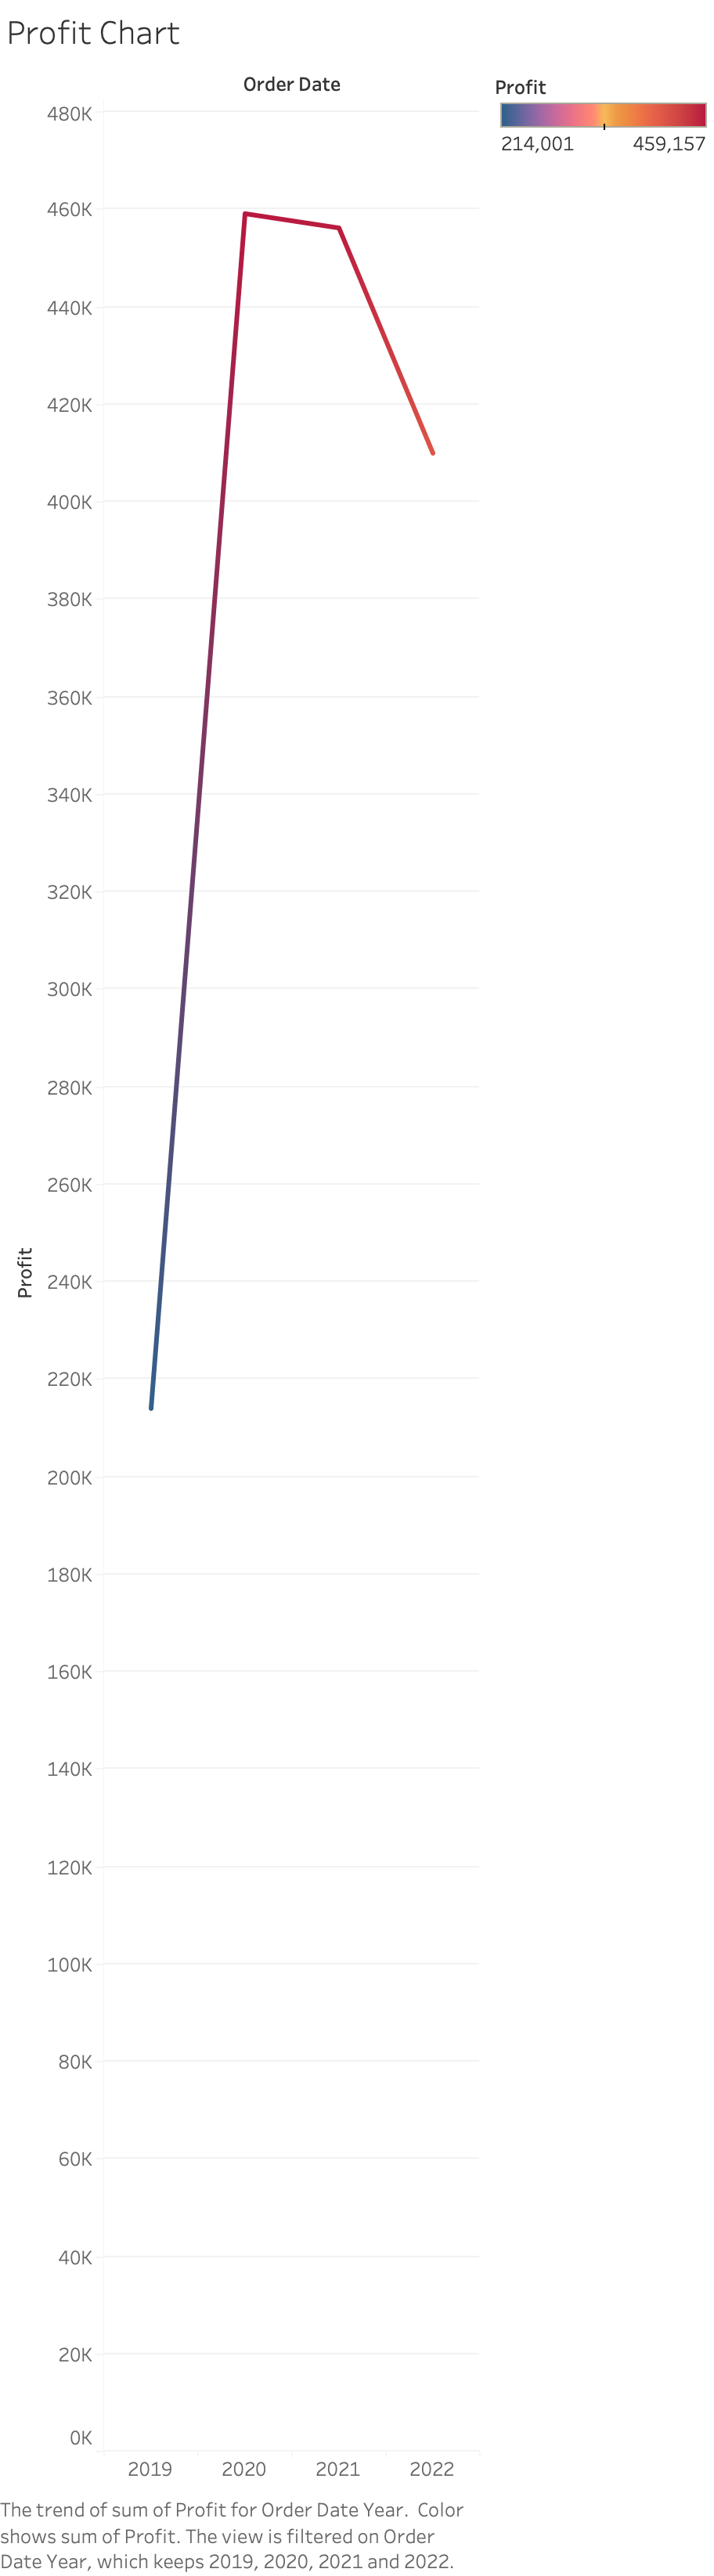 Profit Chart
Order Date
Profit
214,001 459,157
480K
460K
440K
420K
400K
380K
360K
340K
320K
300K
280K
260K
240K
220K
200K
180K
160K
140K
120K
100K
80K
60K
40K
20K
0K
Profit
2019 2020 2021 2022
The trend of sum of Profit for Order Date Year.  Color
shows sum of Profit. The view is filtered on Order
Date Year, which keeps 2019, 2020, 2021 and 2022.